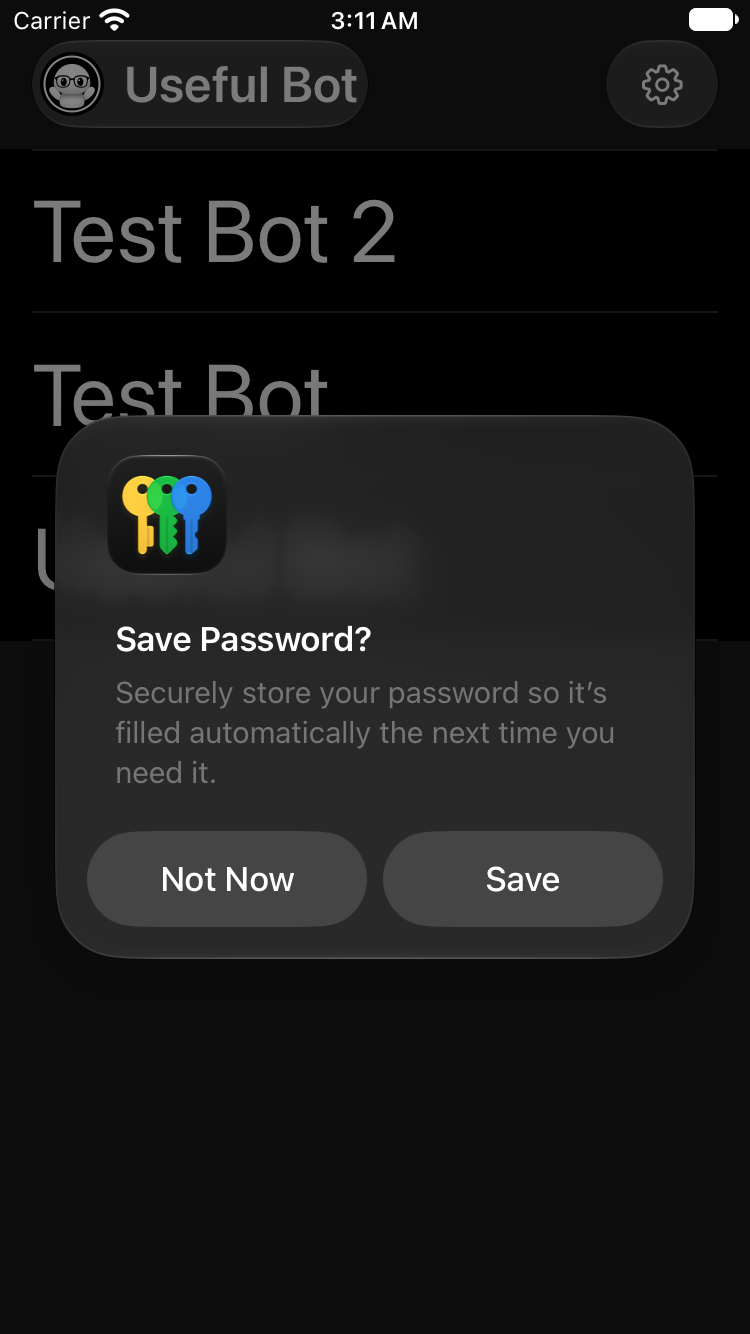 Carrier
3:11 AM
Useful Bot
Test Bot 2
Test Bot
Save Password?
Securely store your password so it’s
filled automatically the next time you
need it.
Not Now
Save